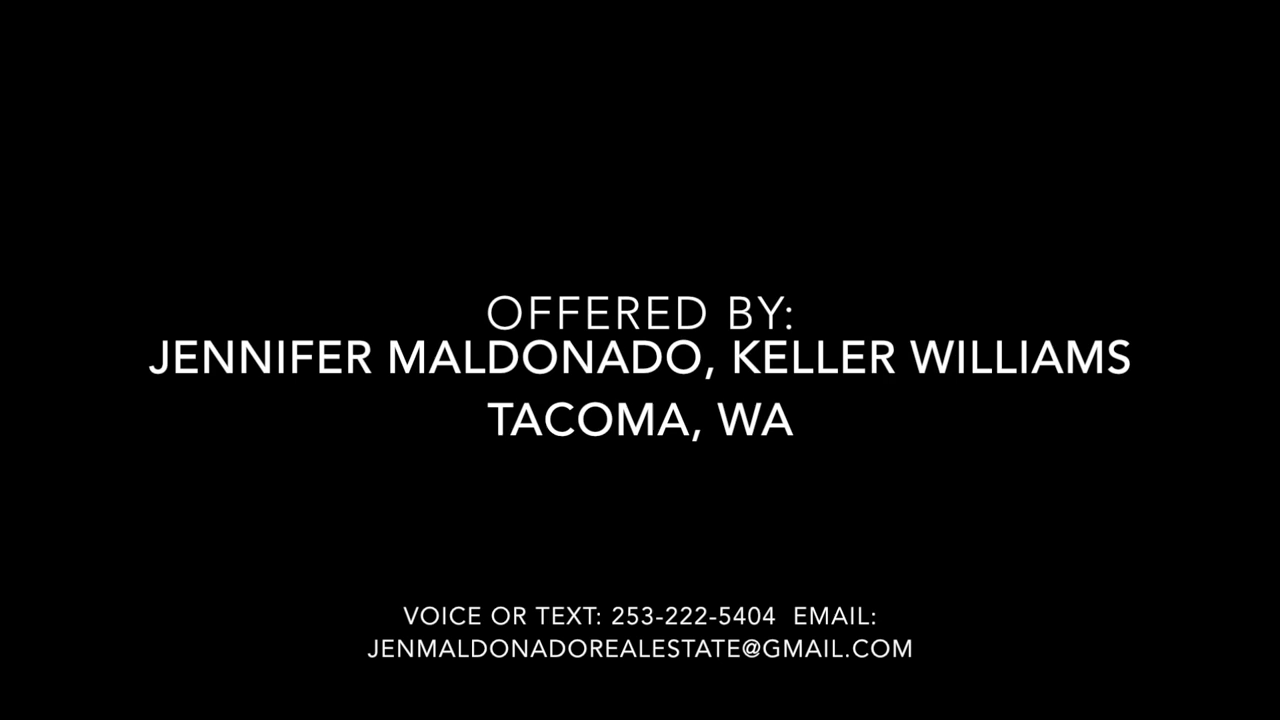 OFFERED BY:
JENNIFER MALDONADO, KELLER WILLIAMS
TACOMA, WA
VOICE OR TEXT: 253-222-5404 EMAIL:
JENMALDONADOREALESTATE@GMAIL.COM